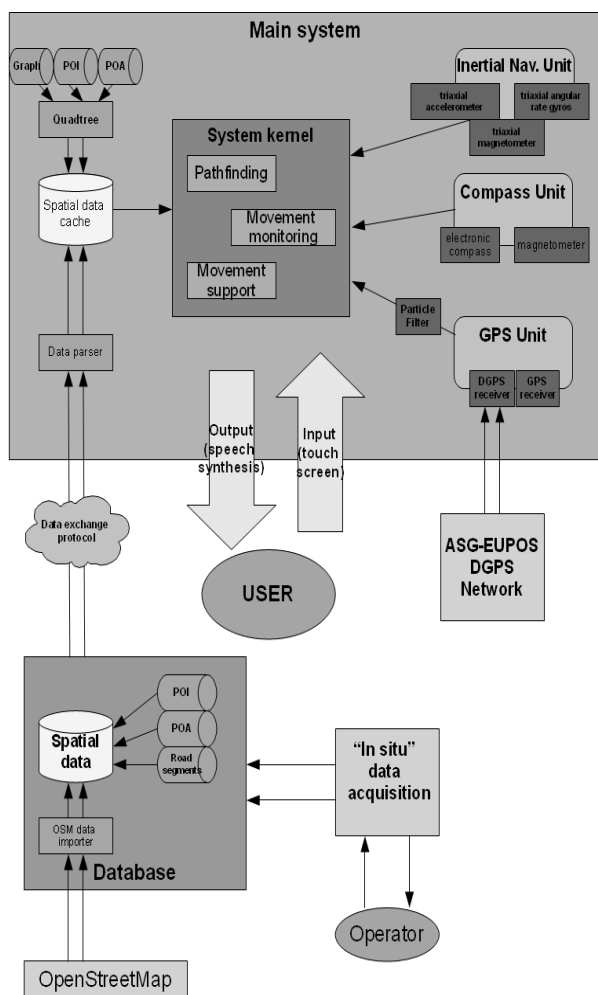 Main system
Graph
POI
POA
Quadtree
Spatial data
cache
Data parser
System kernel
Pathfinding
Movement
monitoring
Movement
support
Inertial Nav. Unit
triaxial
accelerometer
triaxial angular
rate gyros
triaxial
magnetometer
Compass Unit
electronic
compass
magnetometer
Particle
Filter
GPS Unit
DGPS
receiver
GPS
receiver
Output
(speech
synthesis)
Input
(touch
screen)
Data exchange
protocol
USER
ASG-EUPOS
DGPS
Network
POI
POA
Road
segments
Spatial
data
OSM data
importer
Database
“In situ”
data
acquisition
Operator
OpenStreetMap